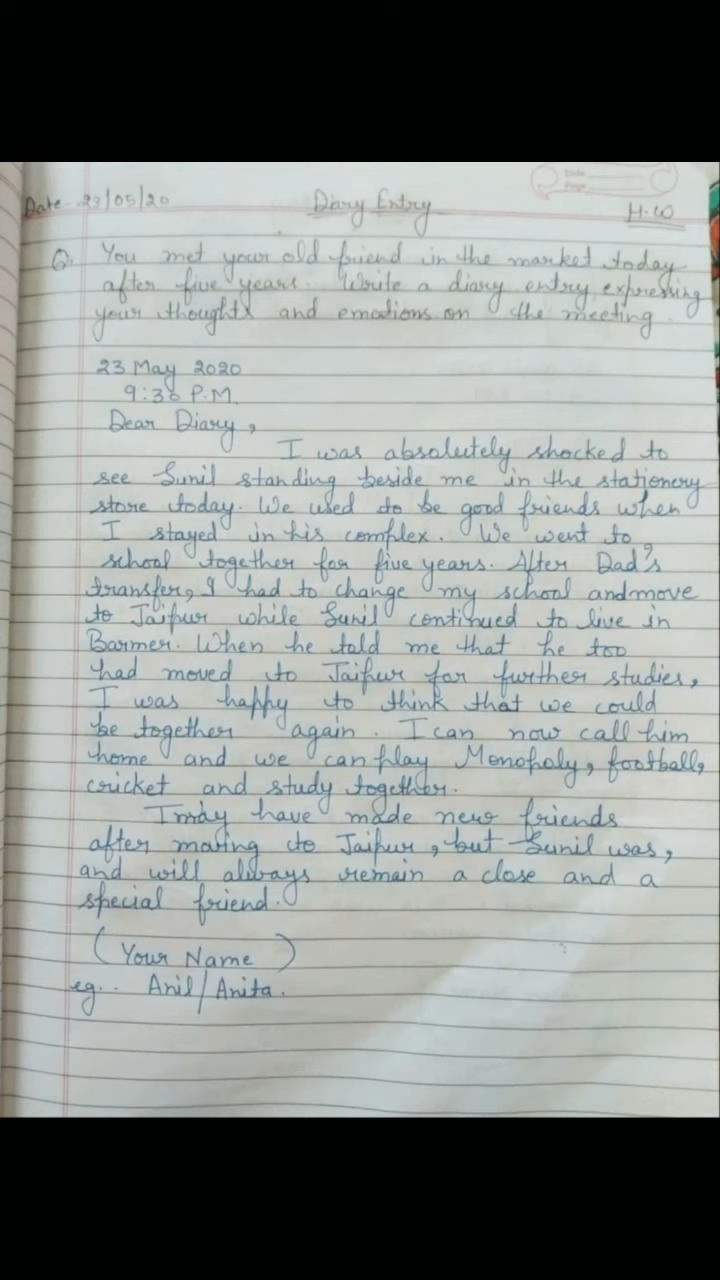 Date
Page
Date - 23/05/20 Diary Entry H.W
Q. You met your old friend in the market today
after five years. Write a diary entry expressing
your thoughts and emotions on the meeting.
23 May 2020
9:30 P.M.
Dear Diary,
I was absolutely shocked to
see Sunil standing beside me in the stationery
store today. We used to be good friends when
I stayed in his complex. We went to
school together for five years. After Dad's
transfer, I had to change my school and move
to Jaipur while Sunil continued to live in
Barmer. When he told me that he too
had moved to Jaipur for further studies,
I was happy to think that we could
be together again. I can now call him
home and we can play Monopoly, football,
cricket and study together.
I may have made new friends
after moving to Jaipur, but Sunil was,
and will always remain a close and a
special friend.
(Your Name)
eg.. Anil/Anita.